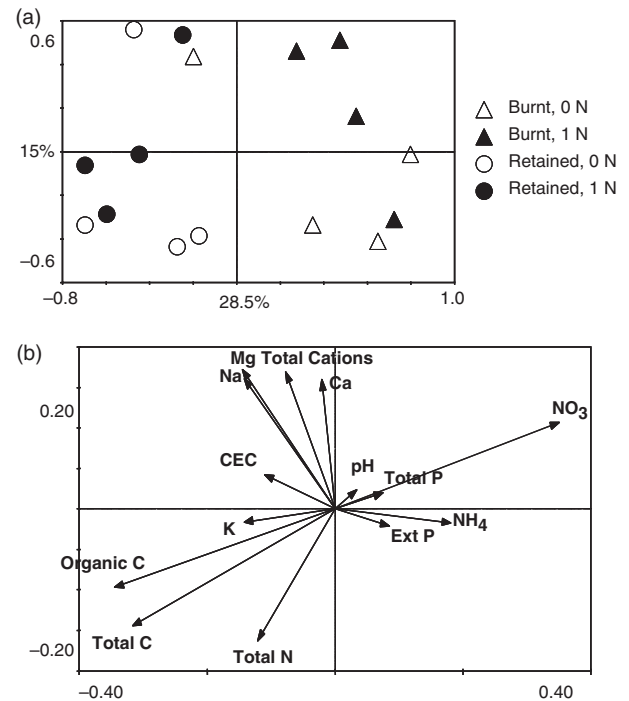 (a)
0.6
15%
–0.6
–0.8
28.5%
1.0
Burnt, 0 N
Burnt, 1 N
Retained, 0 N
Retained, 1 N
(b)
Mg Total Cations
Na
Ca
0.20
NO3
CEC
pH
Total P
K
NH4
Ext P
Organic C
Total C
Total N
–0.20
–0.40
0.40